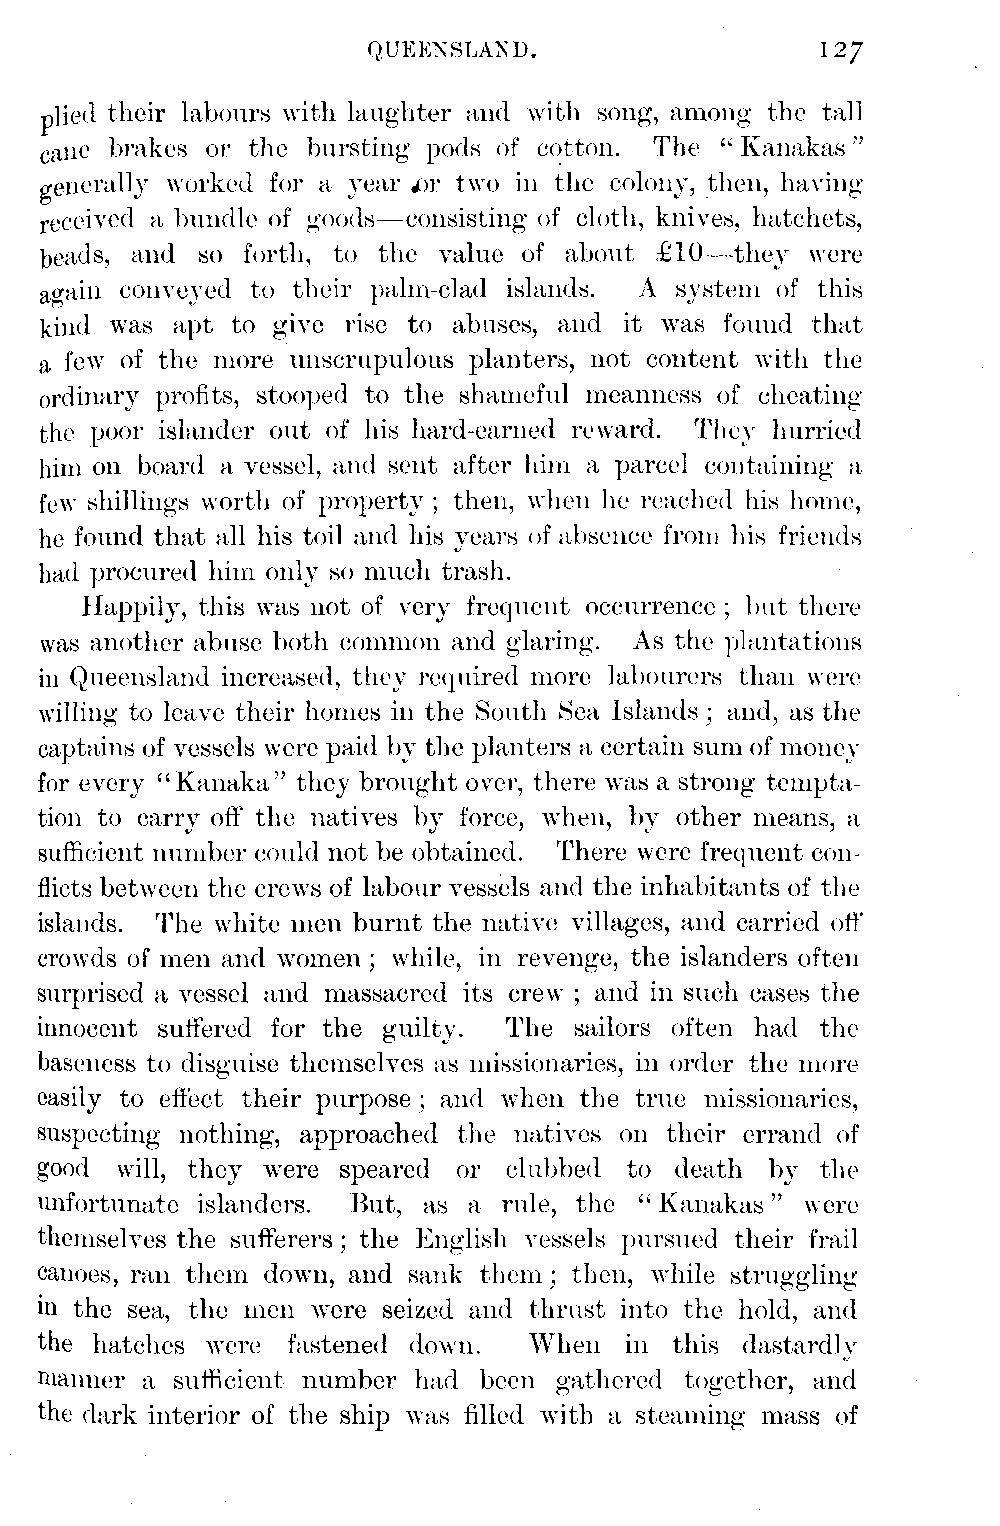 QUEENSLAND. 127
plied their labours with laughter and with song, among the tall
cane brakes or the bursting pods of cotton. The "Kanakas"
generally worked for a year or two in the colony, then, having
received a bundle of goods—consisting of cloth, knives, hatchets,
beads, and so forth, to the value of about £10—they were
again conveyed to their palm-clad islands. A system of this
kind was apt to give rise to abuses, and it was found that
a few of the more unscrupulous planters, not content with the
ordinary profits, stooped to the shameful meanness of cheating
the poor islander out of his hard-earned reward. They hurried
him on board a vessel, and sent after him a parcel containing a
few shillings worth of property ; then, when he reached his home,
he found that all his toil and his years of absence from his friends
had procured him only so much trash.
Happily, this was not of very frequent occurrence ; but there
was another abuse both common and glaring. As the plantations
in Queensland increased, they required more labourers than were
willing to leave their homes in the South Sea Islands ; and, as the
captains of vessels were paid by the planters a certain sum of money
for every "Kanaka" they brought over, there was a strong tempta-
tion to carry off the natives by force, when, by other means, a
sufficient number could not be obtained. There were frequent con-
flicts between the crews of labour vessels and the inhabitants of the
islands. The white men burnt the native villages, and carried off
crowds of men and women ; while, in revenge, the islanders often
surprised a vessel and massacred its crew ; and in such cases the
innocent suffered for the guilty. The sailors often had the
baseness to disguise themselves as missionaries, in order the more
easily to effect their purpose ; and when the true missionaries,
suspecting nothing, approached the natives on their errand of
good will, they were speared or clubbed to death by the
unfortunate islanders. But, as a rule, the "Kanakas" were
themselves the sufferers ; the English vessels pursued their frail
canoes, ran them down, and sank them ; then, while struggling
in the sea, the men were seized and thrust into the hold, and
the hatches were fastened down. When in this dastardly
manner a sufficient number had been gathered together, and
the dark interior of the ship was filled with a steaming mass of